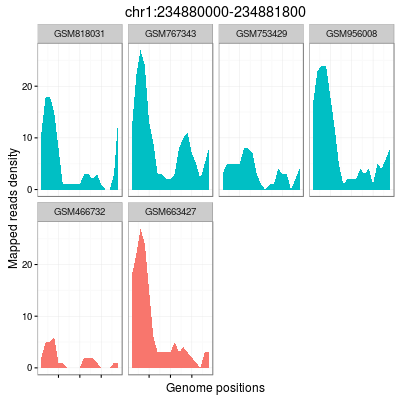 chr1:234880000-234881800
GSM818031 GSM767343 GSM753429 GSM956008
20
10
0
Mapped reads density
GSM466732 GSM663427
20
10
0
Genome positions